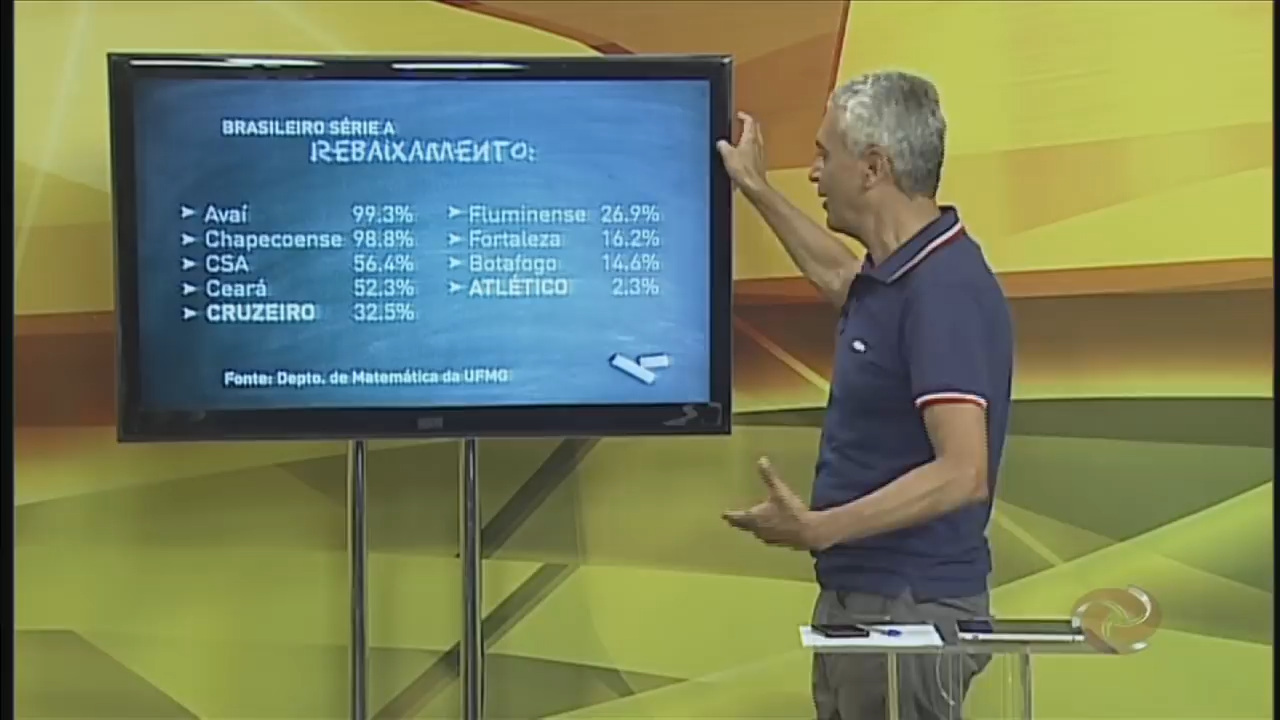 BRASILEIRO SÉRIE A
REBAIXAMENTO:
➤ Avaí 99.3%
➤ Chapecoense 98.8%
➤ CSA 56.4%
➤ Ceará 52.3%
➤ CRUZEIRO 32.5%
➤ Fluminense 26.9%
➤ Fortaleza 16.2%
➤ Botafogo 14.6%
➤ ATLÉTICO 2.3%
Fonte: Depto. de Matemática da UFMG